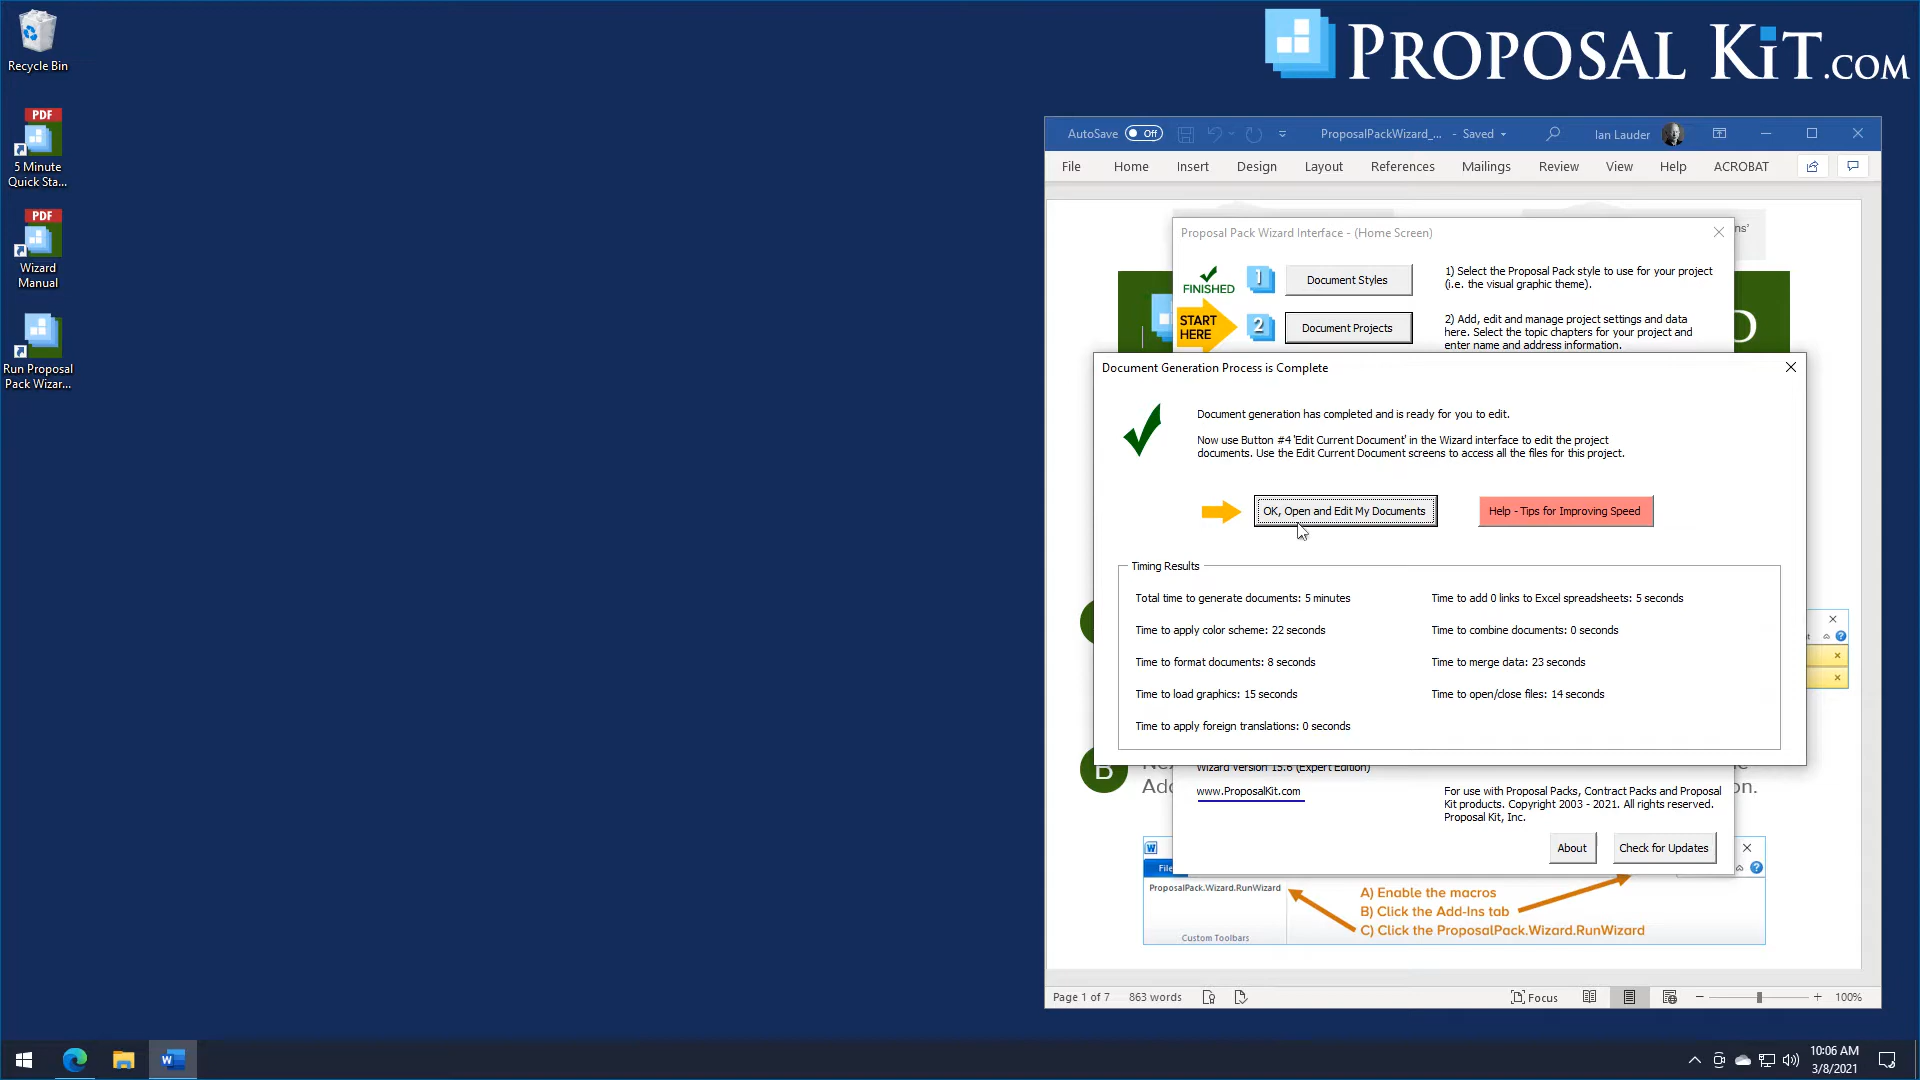 Recycle Bin
PDF
5 Minute
Quick Sta...
PDF
Wizard
Manual
Run Proposal
Pack Wizar...
PROPOSAL KIT.COM
AutoSave Off ProposalPackWizard_... - Saved Ian Lauder
File Home Insert Design Layout References Mailings Review View Help ACROBAT
ns'
Proposal Pack Wizard Interface - (Home Screen)
FINISHED 1 Document Styles
1) Select the Proposal Pack style to use for your project
(i.e. the visual graphic theme).
START
HERE
2 Document Projects
2) Add, edit and manage project settings and data
here. Select the topic chapters for your project and
enter name and address information.
Document Generation Process is Complete
Document generation has completed and is ready for you to edit.
Now use Button #4 'Edit Current Document' in the Wizard interface to edit the project
documents. Use the Edit Current Document screens to access all the files for this project.
OK, Open and Edit My Documents Help - Tips for Improving Speed
Timing Results
Total time to generate documents: 5 minutes
Time to add 0 links to Excel spreadsheets: 5 seconds
Time to apply color scheme: 22 seconds
Time to combine documents: 0 seconds
Time to format documents: 8 seconds
Time to merge data: 23 seconds
Time to load graphics: 15 seconds
Time to open/close files: 14 seconds
Time to apply foreign translations: 0 seconds
B
Wizard Version 15.6 (Expert Edition)
Add
on.
www.ProposalKit.com
For use with Proposal Packs, Contract Packs and Proposal
Kit products. Copyright 2003 - 2021. All rights reserved.
Proposal Kit, Inc.
About Check for Updates
W
File
ProposalPack.Wizard.RunWizard
A) Enable the macros
B) Click the Add-Ins tab
C) Click the ProposalPack.Wizard.RunWizard
Custom Toolbars
Page 1 of 7 863 words Focus 100%
10:06 AM
3/8/2021